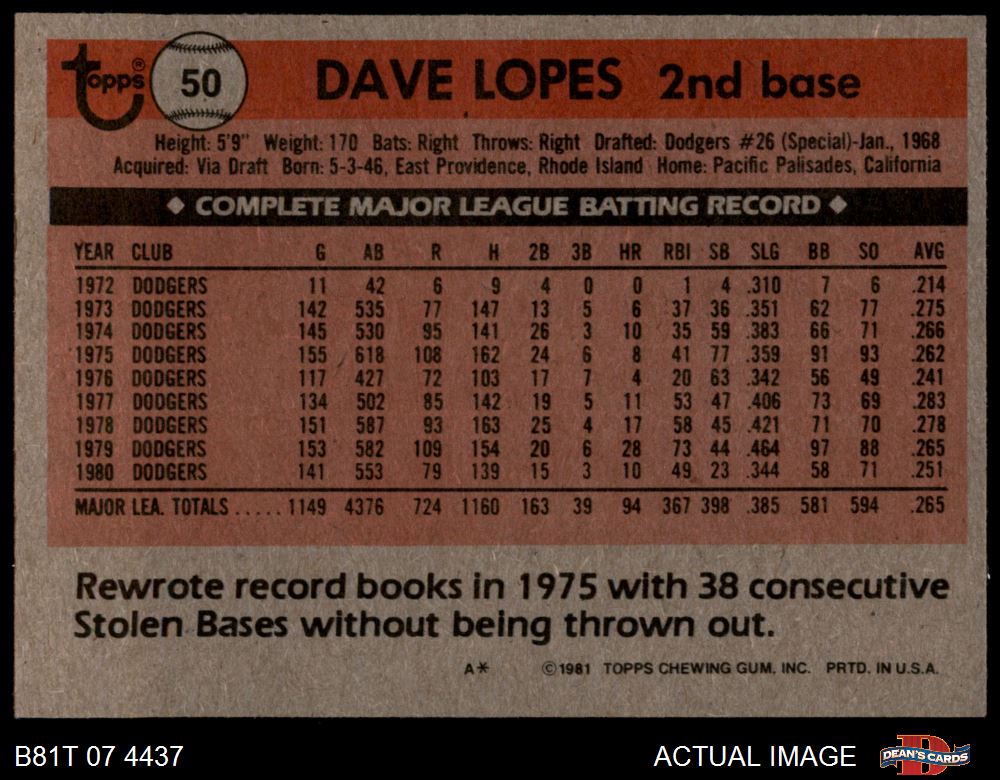 Topps® 50 DAVE LOPES 2nd base
Height: 5'9" Weight: 170 Bats: Right Throws: Right Drafted: Dodgers #26 (Special)-Jan., 1968
Acquired: Via Draft Born: 5-3-46, East Providence, Rhode Island Home: Pacific Palisades, California
◆ COMPLETE MAJOR LEAGUE BATTING RECORD ◆
YEAR CLUB G AB R H 2B 3B HR RBI SB SLG BB SO AVG
1972 DODGERS 11 42 6 9 4 0 0 1 4 .310 7 6 .214
1973 DODGERS 142 535 77 147 13 5 6 37 36 .351 62 77 .275
1974 DODGERS 145 530 95 141 26 3 10 35 59 .383 66 71 .266
1975 DODGERS 155 618 108 162 24 6 8 41 77 .359 91 93 .262
1976 DODGERS 117 427 72 103 17 7 4 20 63 .342 56 49 .241
1977 DODGERS 134 502 85 142 19 5 11 53 47 .406 73 69 .283
1978 DODGERS 151 587 93 163 25 4 17 58 45 .421 71 70 .278
1979 DODGERS 153 582 109 154 20 6 28 73 44 .464 97 88 .265
1980 DODGERS 141 553 79 139 15 3 10 49 23 .344 58 71 .251
MAJOR LEA. TOTALS ..... 1149 4376 724 1160 163 39 94 367 398 .385 581 594 .265
Rewrote record books in 1975 with 38 consecutive
Stolen Bases without being thrown out.
A* ©1981 TOPPS CHEWING GUM, INC. PRTD. IN U.S.A.
B81T 07 4437 ACTUAL IMAGE DEAN'S CARDS